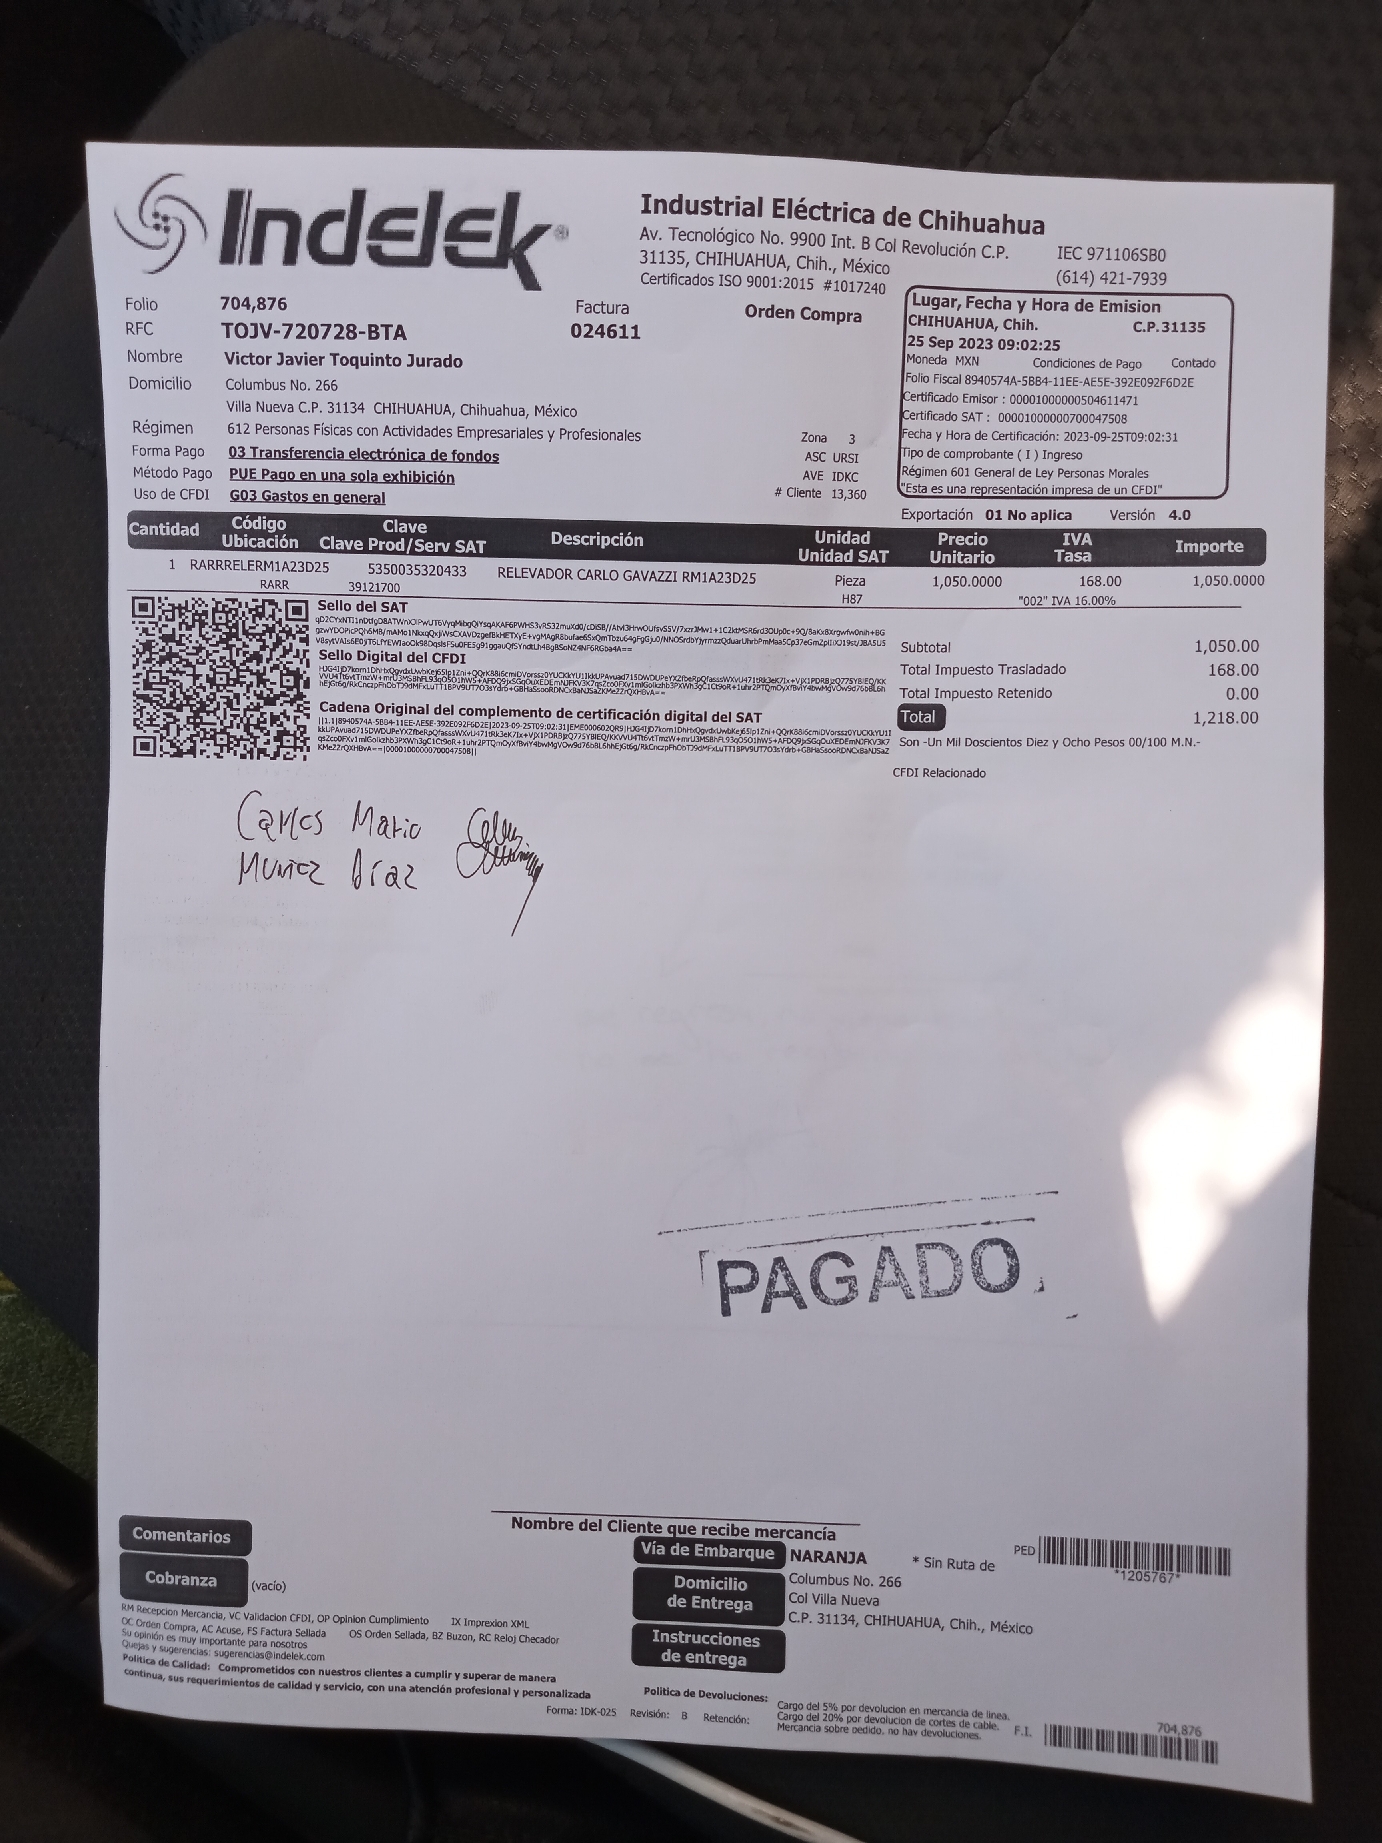 Indelek
Industrial Eléctrica de Chihuahua
Av. Tecnológico No. 9900 Int. B Col Revolución C.P.
31135, CHIHUAHUA, Chih., México
Certificados ISO 9001:2015 #1017240
IEC 971106SB0
(614) 421-7939
Folio 704,876
Factura
024611
Orden Compra
RFC TOJV-720728-BTA
Nombre Victor Javier Toquinto Jurado
Domicilio Columbus No. 266
Villa Nueva C.P. 31134 CHIHUAHUA, Chihuahua, México
Régimen 612 Personas Físicas con Actividades Empresariales y Profesionales
Forma Pago 03 Transferencia electrónica de fondos
Método Pago PUE Pago en una sola exhibición
Uso de CFDI G03 Gastos en general
Zona 3
ASC URSI
AVE IDKC
# Cliente 13,360
Lugar, Fecha y Hora de Emision
CHIHUAHUA, Chih. C.P. 31135
25 Sep 2023 09:02:25
Moneda MXN Condiciones de Pago Contado
Folio Fiscal 8940574A-5BB4-11EE-AE5E-392E092F6D2E
Certificado Emisor : 00001000000504611471
Certificado SAT : 00001000000700047508
Fecha y Hora de Certificación: 2023-09-25T09:02:31
Tipo de comprobante ( I ) Ingreso
Régimen 601 General de Ley Personas Morales
"Esta es una representación impresa de un CFDI"
Exportación 01 No aplica Versión 4.0
Cantidad Código Ubicación Clave Clave Prod/Serv SAT Descripción Unidad Unidad SAT Precio Unitario IVA Tasa Importe
1 RARRRELERM1A23D25 5350035320433 RELEVADOR CARLO GAVAZZI RM1A23D25 Pieza 1,050.0000 168.00 1,050.0000
RARR 39121700 H87 "002" IVA 16.00%
Sello del SAT
Sello Digital del CFDI
Cadena Original del complemento de certificación digital del SAT
Subtotal 1,050.00
Total Impuesto Trasladado 168.00
Total Impuesto Retenido 0.00
Total 1,218.00
Son -Un Mil Doscientos Diez y Ocho Pesos 00/100 M.N.-
CFDI Relacionado
Carlos Mario
Muñoz Díaz
PAGADO
Nombre del Cliente que recibe mercancía
Comentarios
Cobranza (vacío)
Vía de Embarque NARANJA * Sin Ruta de
PED
*1205767*
Domicilio de Entrega
Columbus No. 266
Col Villa Nueva
C.P. 31134, CHIHUAHUA, Chih., México
Instrucciones de entrega
RM Recepcion Mercancia, VC Validacion CFDI, OP Opinion Cumplimiento IX Imprexion XML
OC Orden Compra, AC Acuse, FS Factura Sellada OS Orden Sellada, BZ Buzon, RC Reloj Checador
Su opinión es muy importante para nosotros
Quejas y sugerencias: sugerencias@indelek.com
Politica de Calidad: Comprometidos con nuestros clientes a cumplir y superar de manera
continua, sus requerimientos de calidad y servicio, con una atención profesional y personalizada
Forma: IDK-025 Revisión: B Retención:
Politica de Devoluciones:
Cargo del 5% por devolucion en mercancia de linea.
Cargo del 20% por devolucion de cortes de cable.
Mercancia sobre pedido, no hay devoluciones.
F.I.
704,876